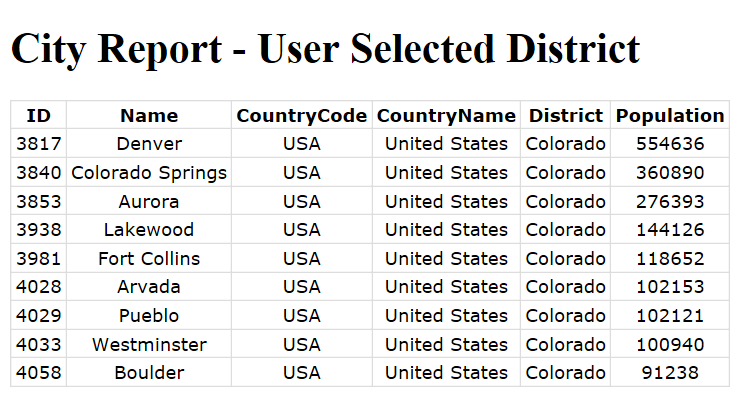 City Report - User Selected District
ID Name CountryCode CountryName District Population
3817 Denver USA United States Colorado 554636
3840 Colorado Springs USA United States Colorado 360890
3853 Aurora USA United States Colorado 276393
3938 Lakewood USA United States Colorado 144126
3981 Fort Collins USA United States Colorado 118652
4028 Arvada USA United States Colorado 102153
4029 Pueblo USA United States Colorado 102121
4033 Westminster USA United States Colorado 100940
4058 Boulder USA United States Colorado 91238